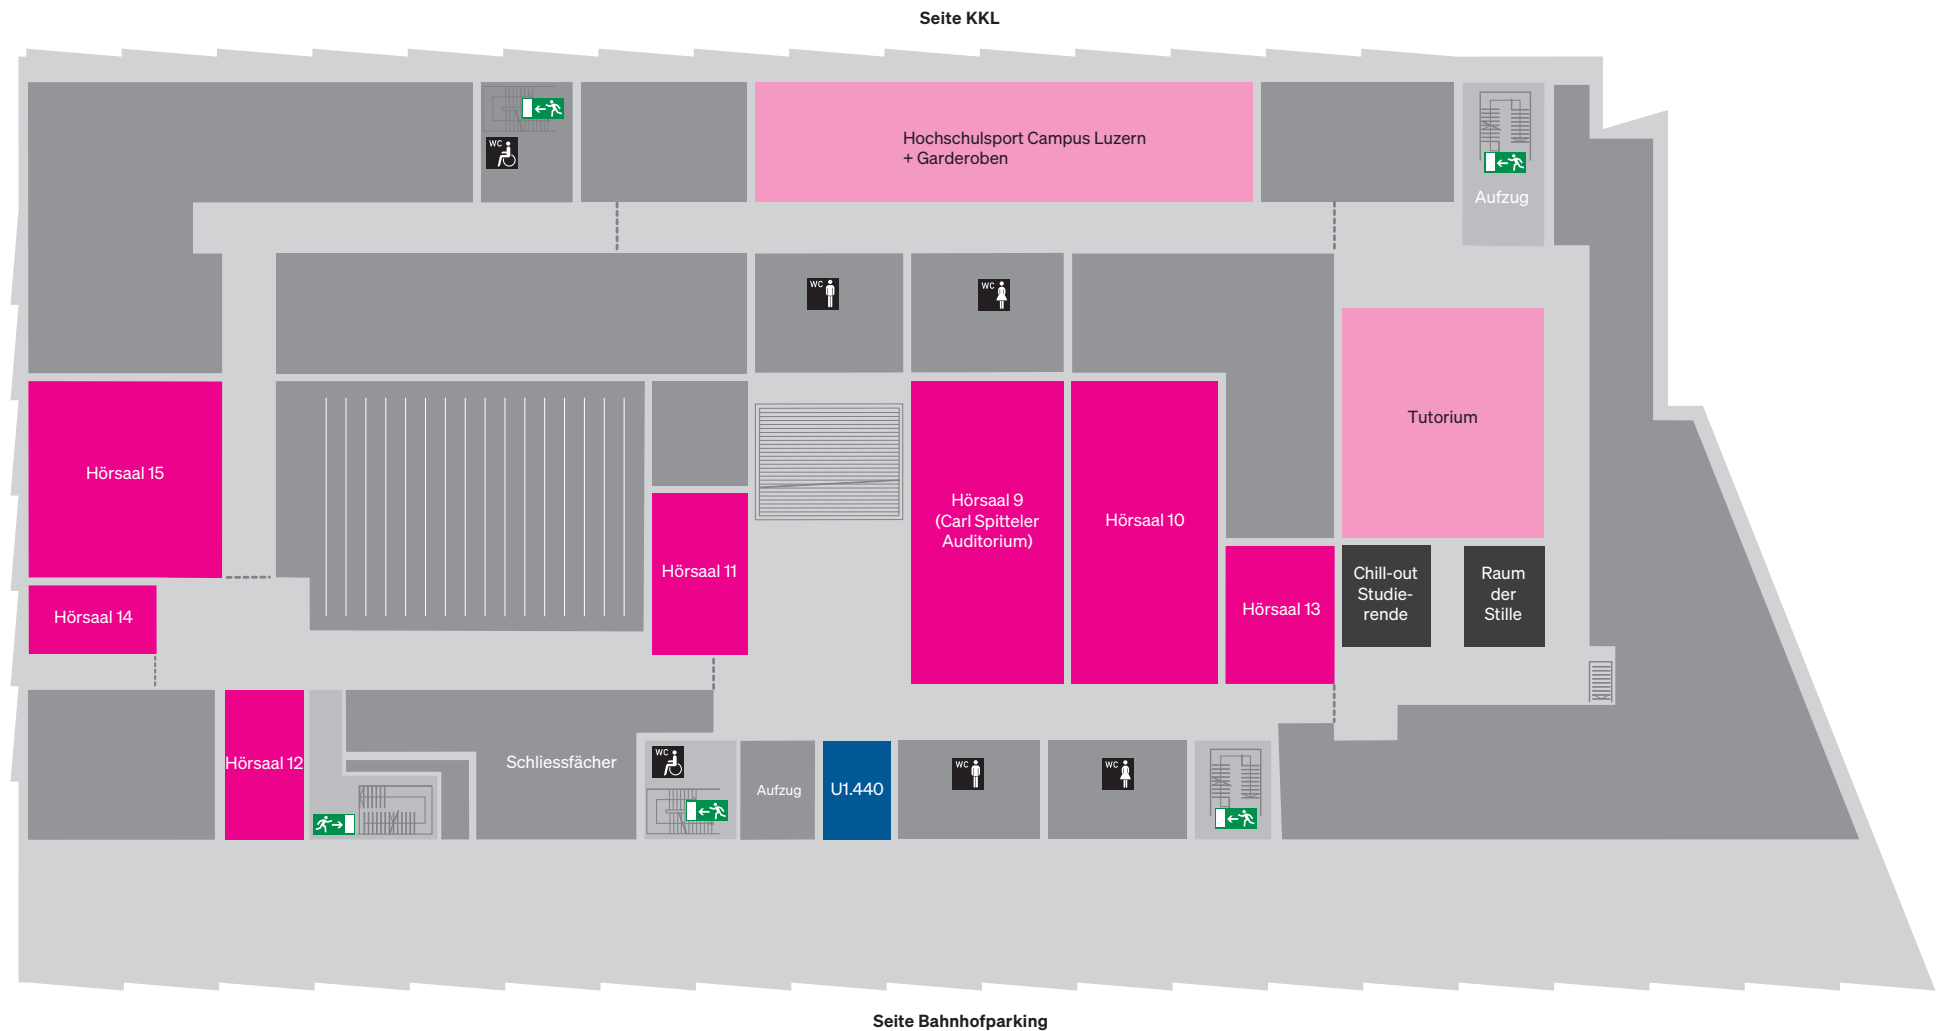 Seite KKL
WC
Hochschulsport Campus Luzern
+ Garderoben
Aufzug
WC
WC
Tutorium
Hörsaal 15
Hörsaal 9
(Carl Spitteler
Auditorium)
Hörsaal 10
Hörsaal 11
Chill-out
Studie-
rende
Raum
der
Stille
Hörsaal 14
Hörsaal 13
Hörsaal 12
Schliessfächer
WC
Aufzug
U1.440
WC
WC
Seite Bahnhofparking